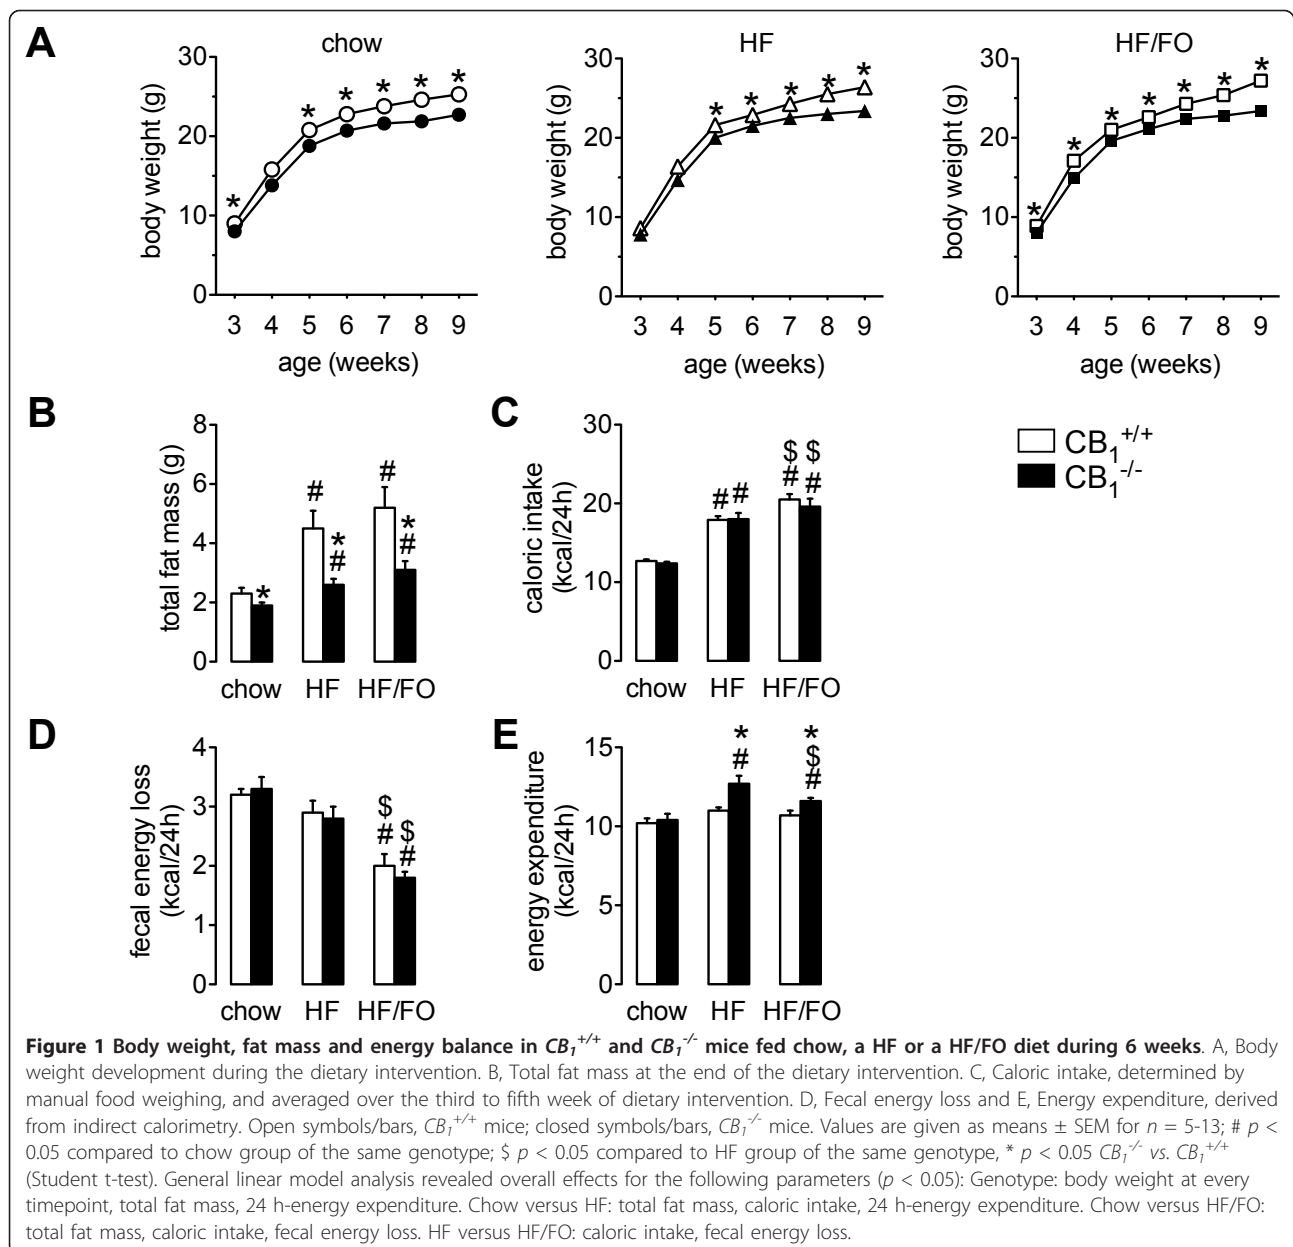 A
chow
HF
HF/FO
body weight (g)
30
20
10
0
*
*
*
*
*
*
3 4 5 6 7 8 9
age (weeks)
body weight (g)
30
20
10
0
*
*
*
*
*
3 4 5 6 7 8 9
age (weeks)
body weight (g)
30
20
10
0
*
*
*
*
*
*
*
3 4 5 6 7 8 9
age (weeks)
B
total fat mass (g)
8
6
4
2
0
*
#
*
#
#
*
#
chow HF HF/FO
C
caloric intake
(kcal/24h)
30
20
10
0
# #
$ $
# #
chow HF HF/FO
CB1+/+
CB1-/-
D
fecal energy loss
(kcal/24h)
4
3
2
1
0
$ $
# #
chow HF HF/FO
E
energy expenditure
(kcal/24h)
15
10
5
0
*
#
*
$
#
chow HF HF/FO
Figure 1 Body weight, fat mass and energy balance in CB1+/+ and CB1-/- mice fed chow, a HF or a HF/FO diet during 6 weeks. A, Body
weight development during the dietary intervention. B, Total fat mass at the end of the dietary intervention. C, Caloric intake, determined by
manual food weighing, and averaged over the third to fifth week of dietary intervention. D, Fecal energy loss and E, Energy expenditure, derived
from indirect calorimetry. Open symbols/bars, CB1+/+ mice; closed symbols/bars, CB1-/- mice. Values are given as means ± SEM for n = 5-13; # p <
0.05 compared to chow group of the same genotype; $ p < 0.05 compared to HF group of the same genotype, * p < 0.05 CB1-/- vs. CB1+/+
(Student t-test). General linear model analysis revealed overall effects for the following parameters (p < 0.05): Genotype: body weight at every
timepoint, total fat mass, 24 h-energy expenditure. Chow versus HF: total fat mass, caloric intake, 24 h-energy expenditure. Chow versus HF/FO:
total fat mass, caloric intake, fecal energy loss. HF versus HF/FO: caloric intake, fecal energy loss.